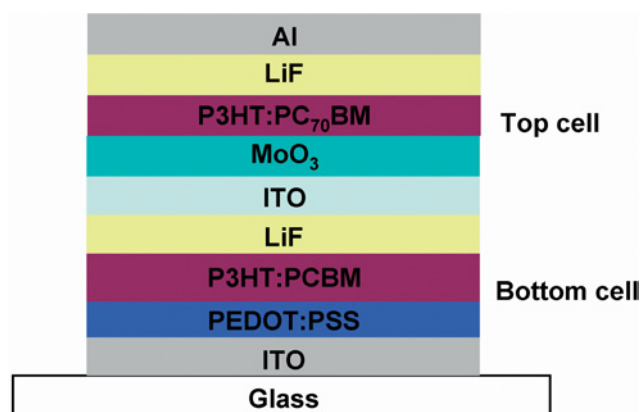 Al
LiF
P3HT:PC₇₀BM
Top cell
MoO₃
ITO
LiF
P3HT:PCBM
Bottom cell
PEDOT:PSS
ITO
Glass